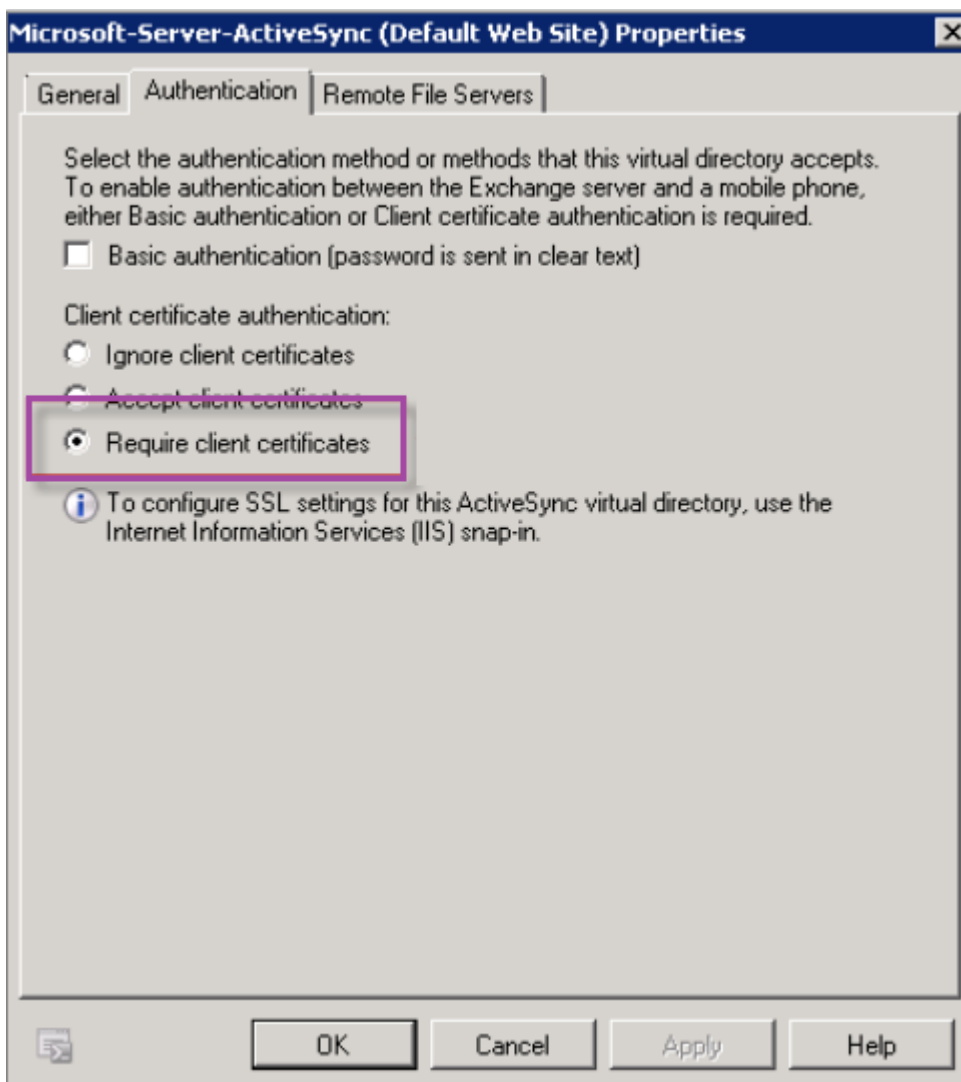 Microsoft-Server-ActiveSync (Default Web Site) Properties
General Authentication Remote File Servers
Select the authentication method or methods that this virtual directory accepts.
To enable authentication between the Exchange server and a mobile phone,
either Basic authentication or Client certificate authentication is required.
Basic authentication (password is sent in clear text)
Client certificate authentication:
Ignore client certificates
Accept client certificates
Require client certificates
To configure SSL settings for this ActiveSync virtual directory, use the
Internet Information Services (IIS) snap-in.
OK Cancel Apply Help